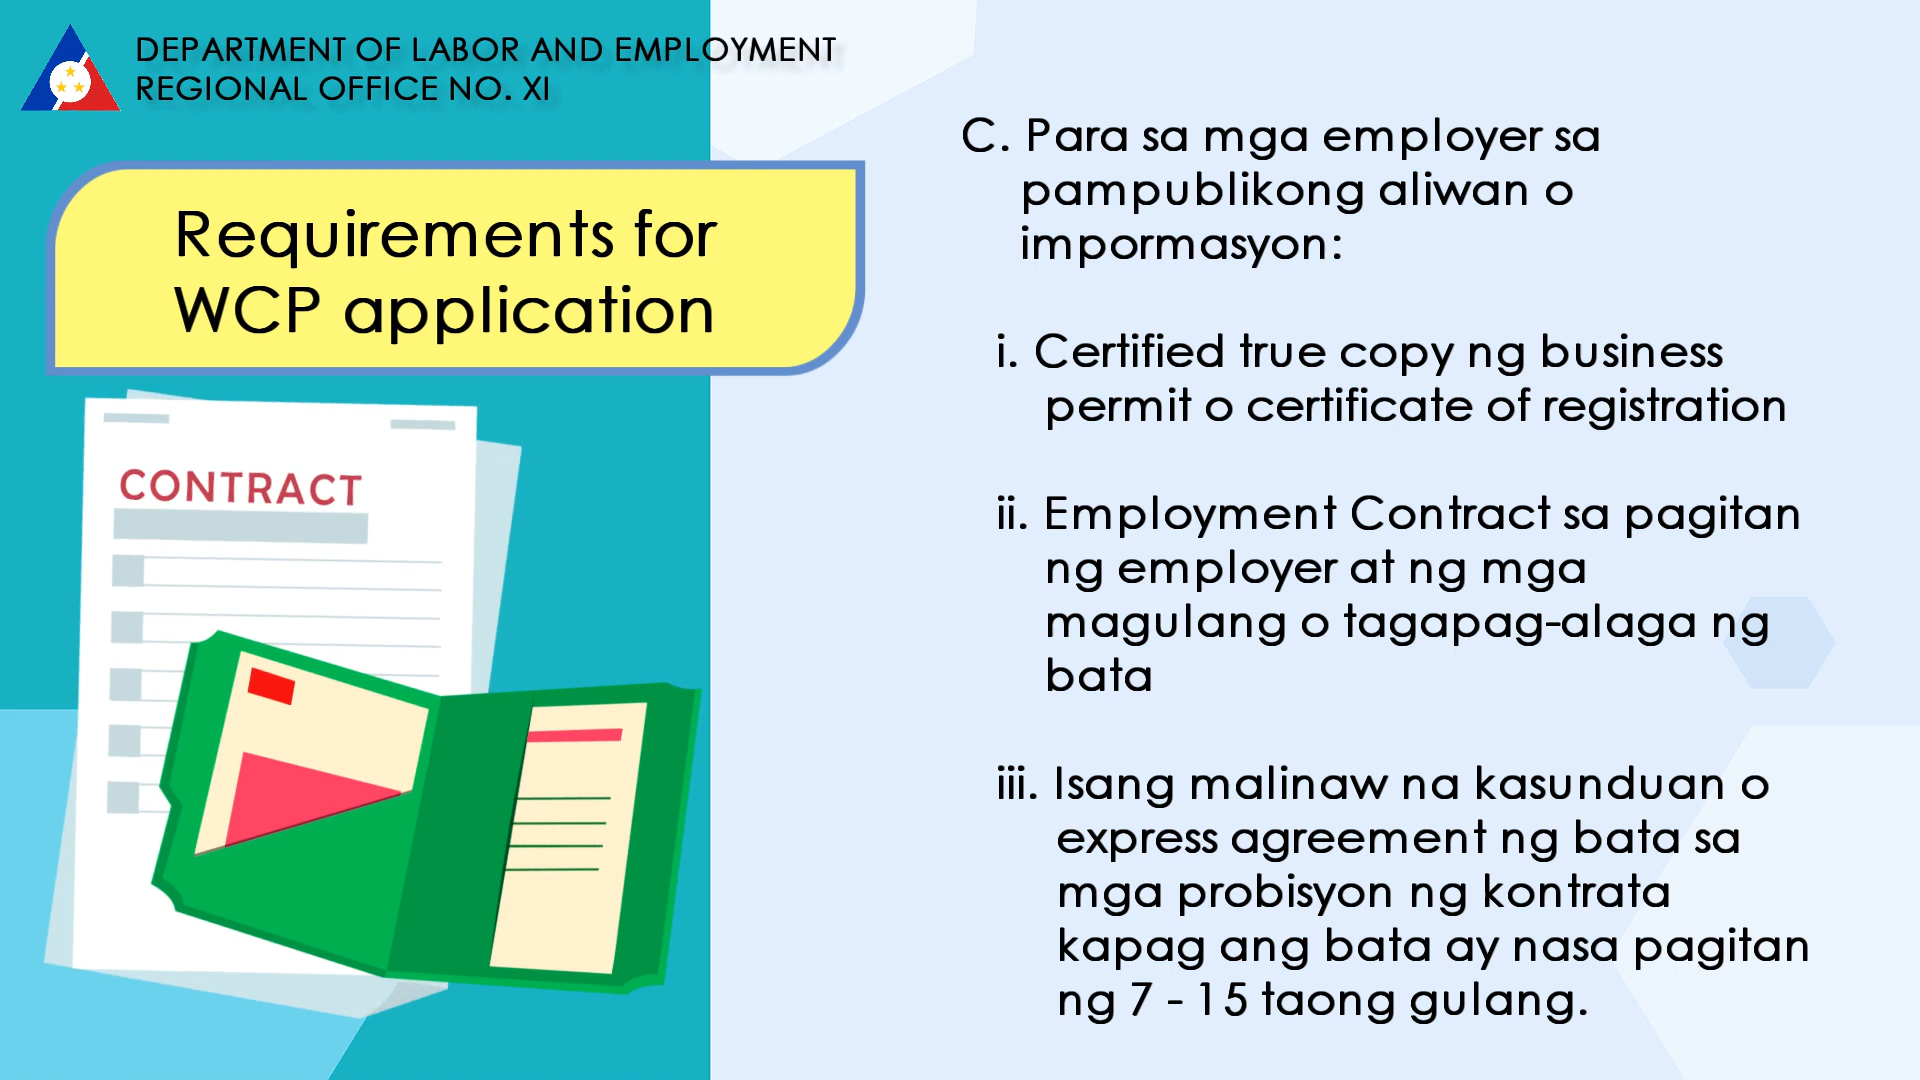 DEPARTMENT OF LABOR AND EMPLOYMENT
REGIONAL OFFICE NO. XI
Requirements for
WCP application
CONTRACT
C. Para sa mga employer sa
pampublikong aliwan o
impormasyon:
i. Certified true copy ng business
permit o certificate of registration
ii. Employment Contract sa pagitan
ng employer at ng mga
magulang o tagapag-alaga ng
bata
iii. Isang malinaw na kasunduan o
express agreement ng bata sa
mga probisyon ng kontrata
kapag ang bata ay nasa pagitan
ng 7 - 15 taong gulang.